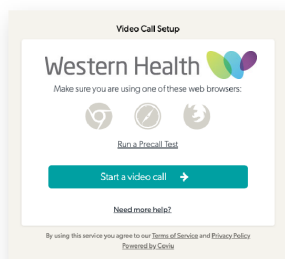 Video Call Setup
Western Health
Make sure you are using one of these web browsers:
Run a Precall Test
Start a video call
Need more help?
By using this service you agree to our Terms of Service and Privacy Policy
Powered by Coviu